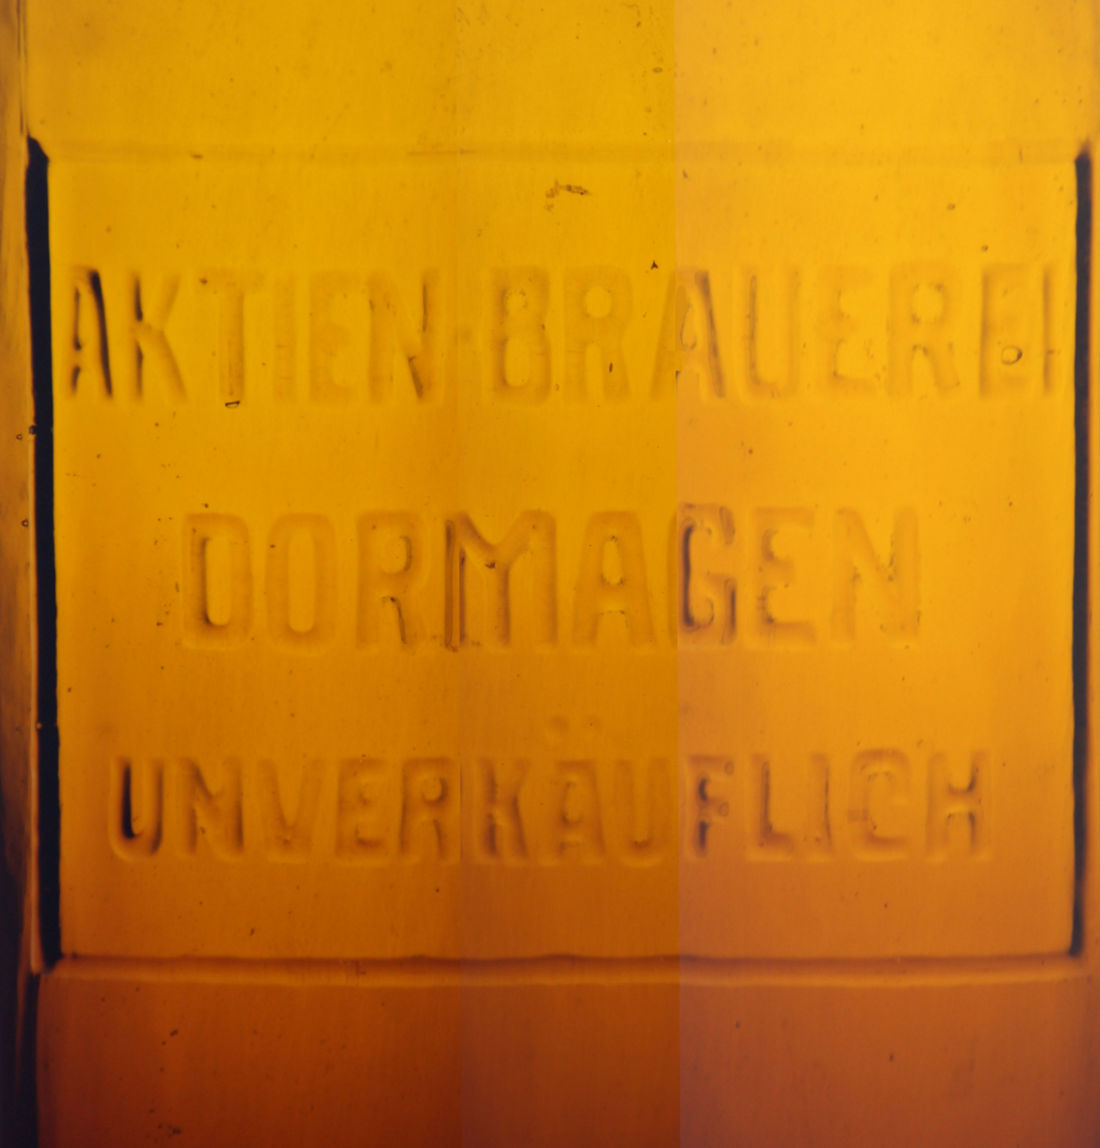 AKTIEN-BRAUEREI
DORMAGEN
UNVERKÄUFLICH